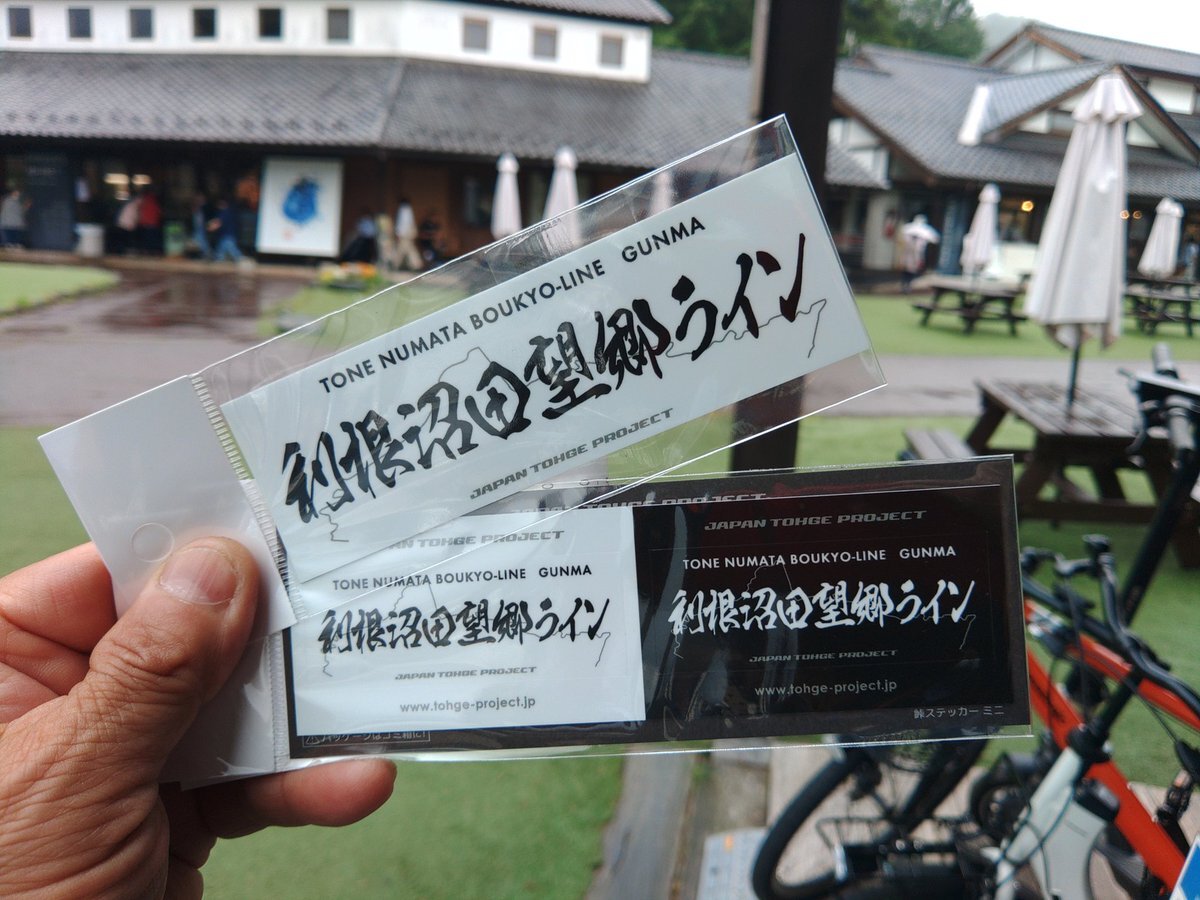 TONE NUMATA BOUKYO-LINE GUNMA
利根沼田望郷ライン
JAPAN TOHGE PROJECT
JAPAN TOHGE PROJECT
TONE NUMATA BOUKYO-LINE GUNMA
利根沼田望郷ライン
JAPAN TOHGE PROJECT
www.tohge-project.jp
JAPAN TOHGE PROJECT
TONE NUMATA BOUKYO-LINE GUNMA
利根沼田望郷ライン
JAPAN TOHGE PROJECT
www.tohge-project.jp
峠ステッカー ミニ